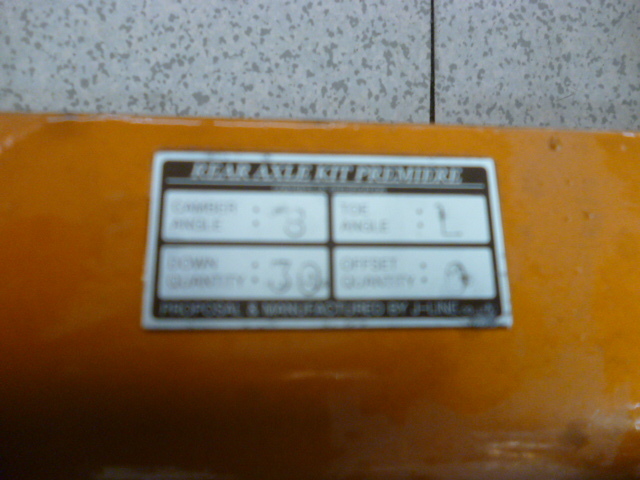 REAR AXLE KIT PREMIERE
CAMBER ANGLE : 3
TOE ANGLE : L
DOWN QUANTITY : 30
OFFSET QUANTITY :
PROPOSAL & MANUFACTURED BY J-LINE